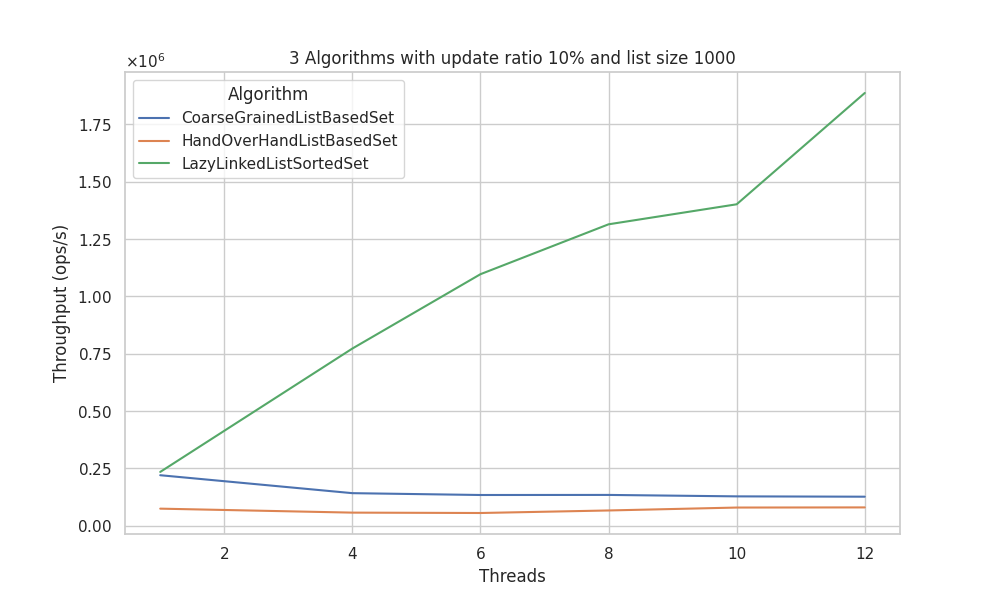 3 Algorithms with update ratio 10% and list size 1000
×10⁶
Algorithm
CoarseGrainedListBasedSet
HandOverHandListBasedSet
LazyLinkedListSortedSet
Throughput (ops/s)
1.75
1.50
1.25
1.00
0.75
0.50
0.25
0.00
2 4 6 8 10 12
Threads